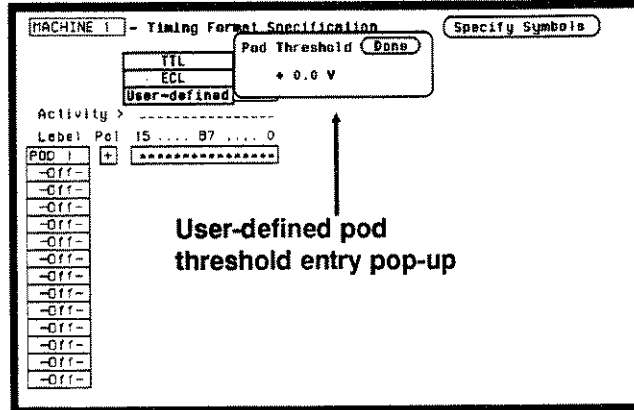 MACHINE 1 - Timing Format Specification Specify Symbols
Pod Threshold Done
TTL
+ 0.0 V
ECL
User-defined
Activity > ________________
Label Pol 15 .... 87 .... 0
POD 1 + ****************
-Off-
-Off-
-Off-
-Off-
-Off-
-Off-
-Off-
-Off-
-Off-
-Off-
-Off-
-Off-
-Off-
User-defined pod
threshold entry pop-up